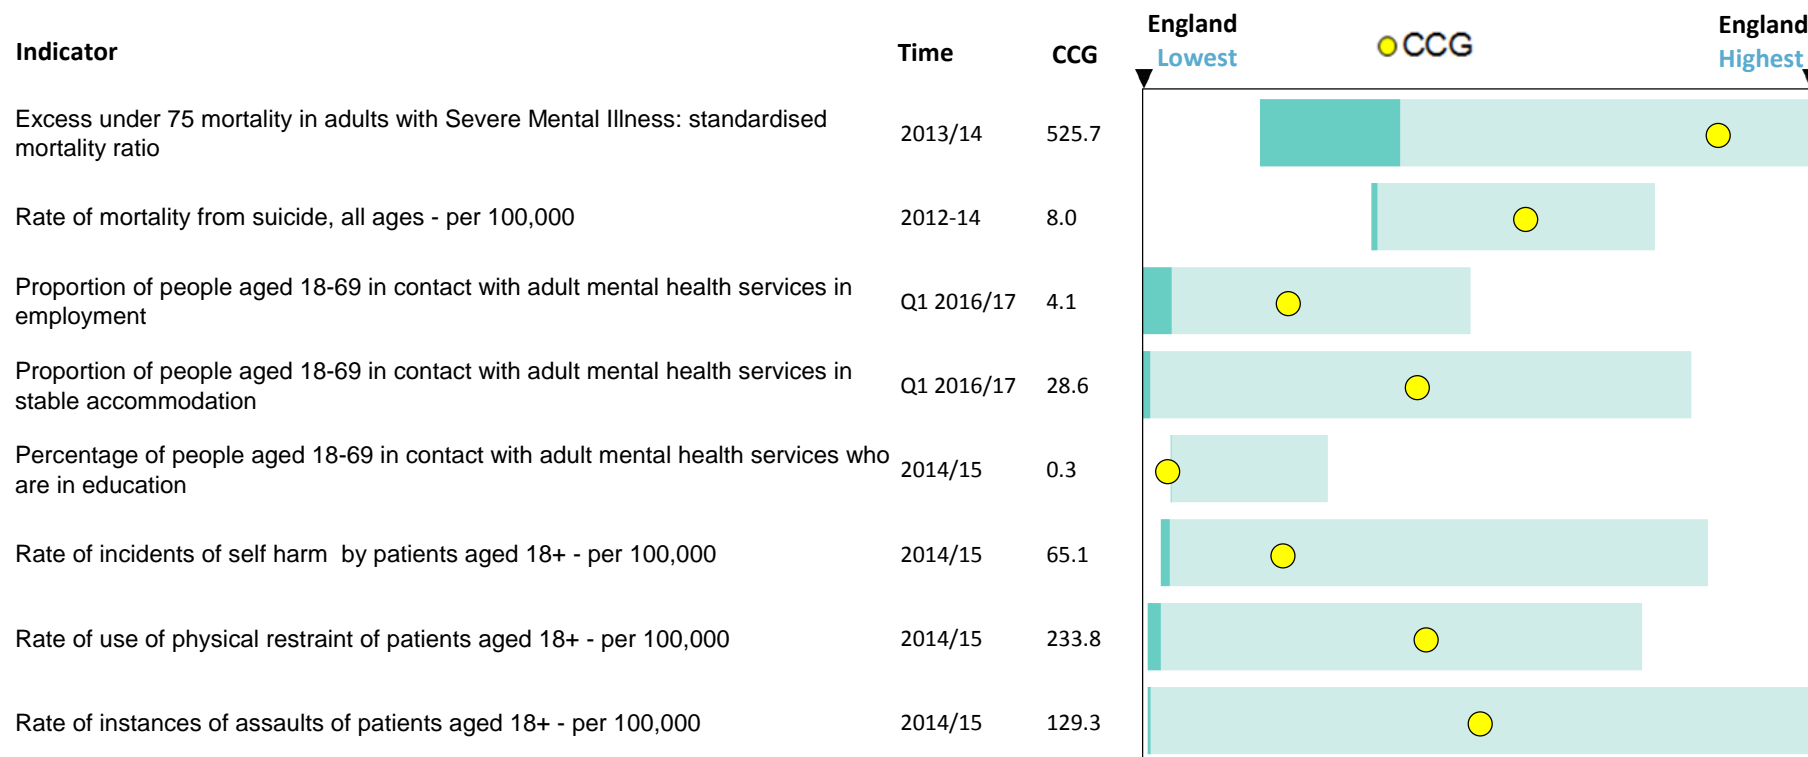 Indicator Time CCG England Lowest CCG England Highest
Excess under 75 mortality in adults with Severe Mental Illness: standardised
mortality ratio 2013/14 525.7
Rate of mortality from suicide, all ages - per 100,000 2012-14 8.0
Proportion of people aged 18-69 in contact with adult mental health services in
employment Q1 2016/17 4.1
Proportion of people aged 18-69 in contact with adult mental health services in
stable accommodation Q1 2016/17 28.6
Percentage of people aged 18-69 in contact with adult mental health services who
are in education 2014/15 0.3
Rate of incidents of self harm  by patients aged 18+ - per 100,000 2014/15 65.1
Rate of use of physical restraint of patients aged 18+ - per 100,000 2014/15 233.8
Rate of instances of assaults of patients aged 18+ - per 100,000 2014/15 129.3